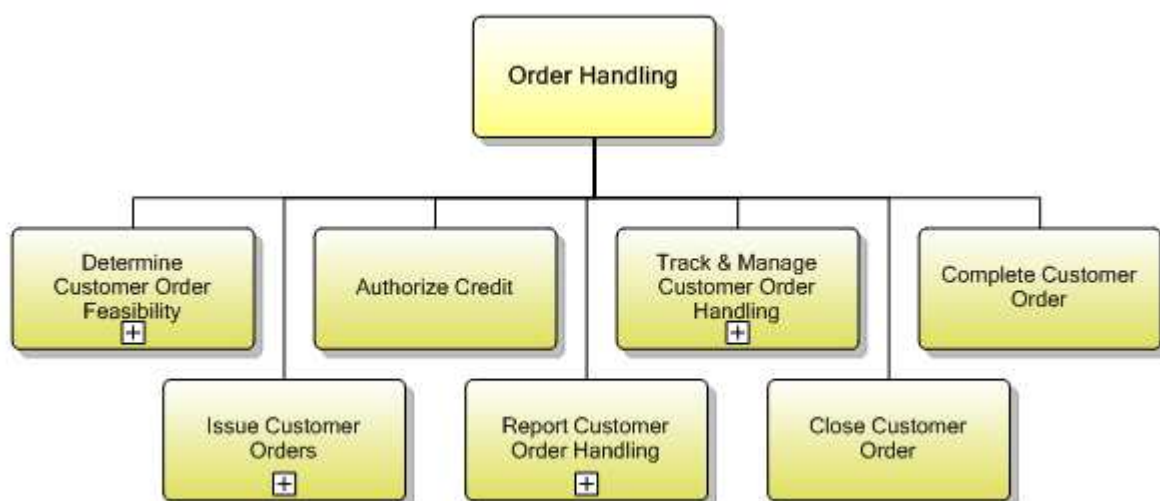 Order Handling
Determine
Customer Order
Feasibility
Authorize Credit
Track & Manage
Customer Order
Handling
Complete Customer
Order
Issue Customer
Orders
Report Customer
Order Handling
Close Customer
Order